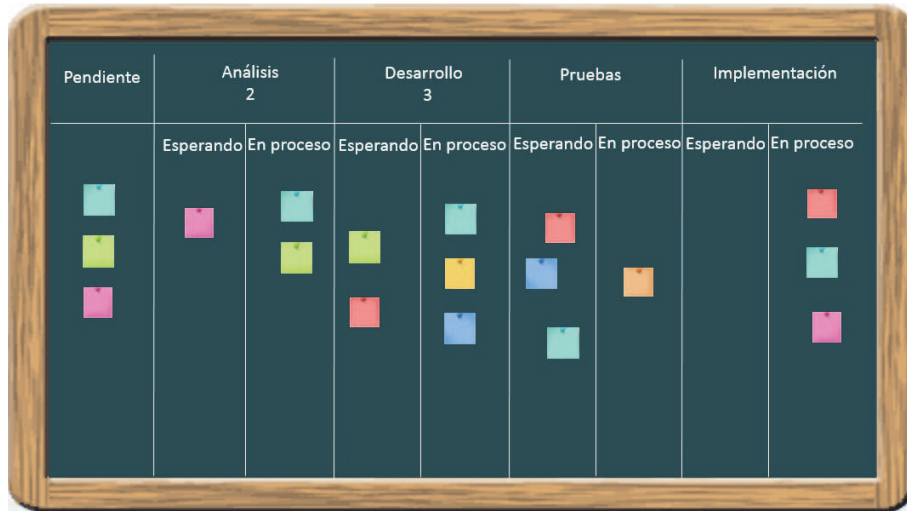 Pendiente
Análisis
2
Desarrollo
3
Pruebas
Implementación
Esperando
En proceso
Esperando
En proceso
Esperando
En proceso
Esperando
En proceso